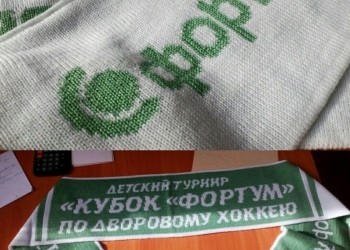 фор
ДЕТСКИЙ ТУРНИР
«КУБОК «ФОРТУМ»
ПО ДВОРОВОМУ ХОККЕЮ